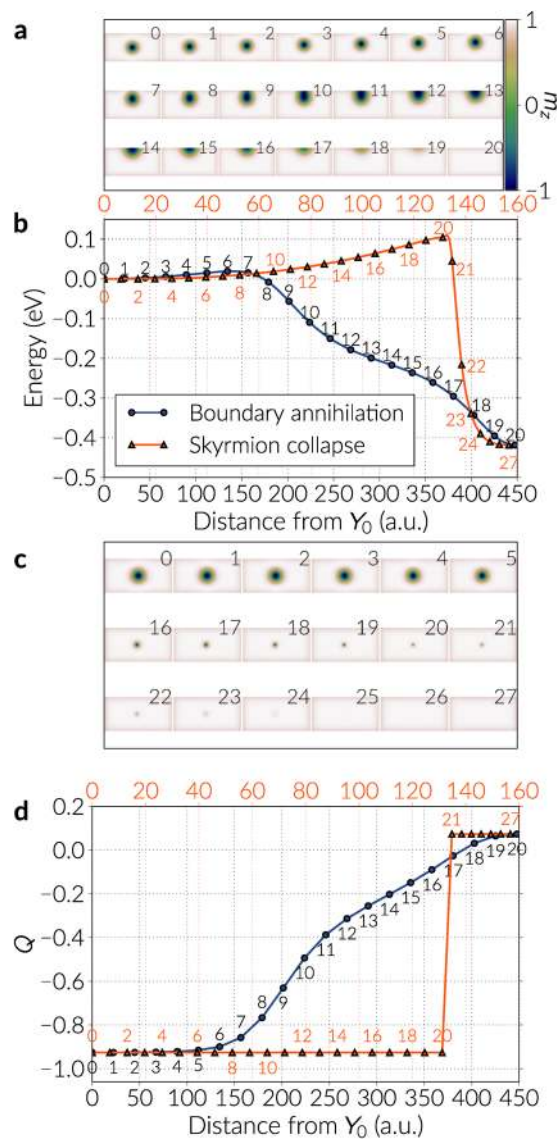 a
0 1 2 3 4 5 6
7 8 9 10 11 12 13
14 15 16 17 18 19 20
1
0
−1
m_z
0 20 40 60 80 100 120 140 160
b
0.1
0.0
−0.1
−0.2
−0.3
−0.4
−0.5
Energy (eV)
0 1 2 3 4 5 6 7 8 9 10 11 12 13 14 15 16 17 18 19 20
0 2 4 6 8 10 12 14 16 18 20 21 22 23 24 27
Boundary annihilation
Skyrmion collapse
0 50 100 150 200 250 300 350 400 450
Distance from Y₀ (a.u.)
c
0 1 2 3 4 5
16 17 18 19 20 21
22 23 24 25 26 27
0 20 40 60 80 100 120 140 160
d
0.2
0.0
−0.2
−0.4
−0.6
−0.8
−1.0
Q
0 1 2 3 4 5 6 7 8 9 10 11 12 13 14 15 16 17 18 19 20
0 2 4 6 8 10 12 14 16 18 20 21 27
0 50 100 150 200 250 300 350 400 450
Distance from Y₀ (a.u.)